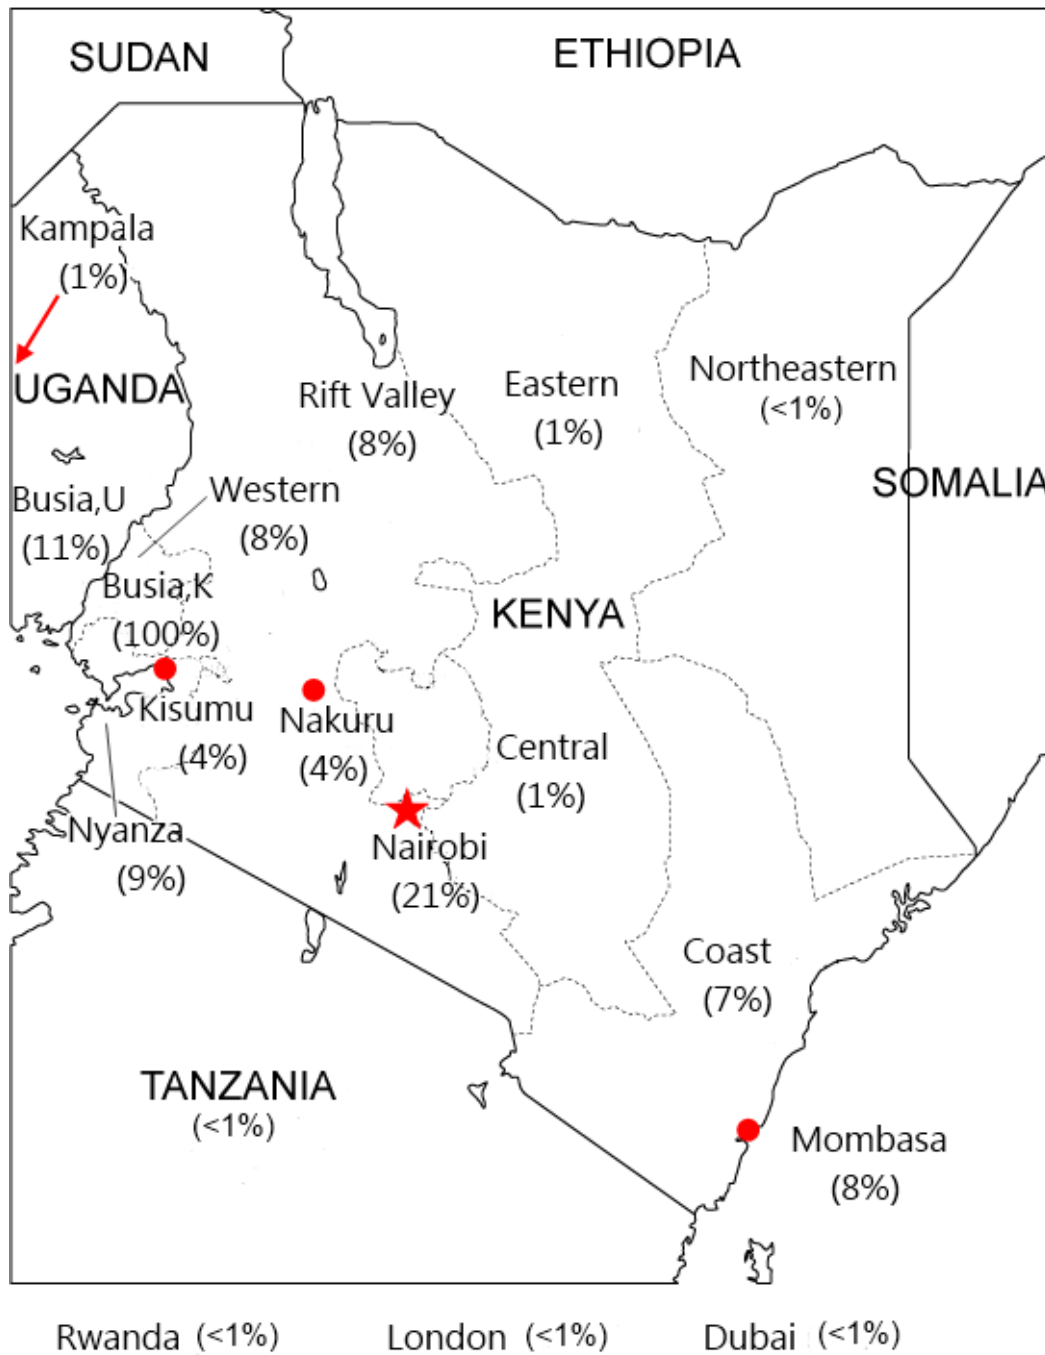 SUDAN
ETHIOPIA
Kampala
(1%)
UGANDA
Rift Valley
(8%)
Eastern
(1%)
Northeastern
(<1%)
SOMALIA
Busia,U
(11%)
Western
(8%)
Busia,K
(100%)
KENYA
Kisumu
(4%)
Nakuru
(4%)
Central
(1%)
Nyanza
(9%)
Nairobi
(21%)
Coast
(7%)
TANZANIA
(<1%)
Mombasa
(8%)
Rwanda (<1%)
London (<1%)
Dubai (<1%)